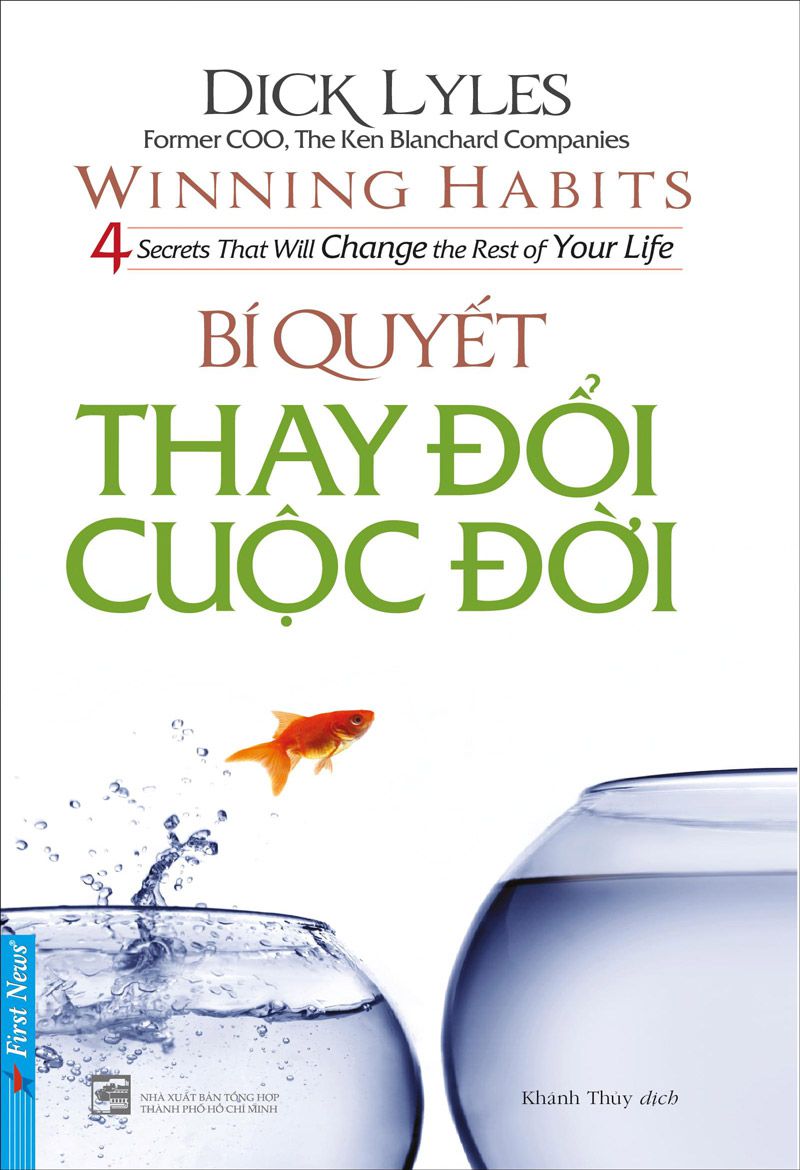 DICK LYLES
Former COO, The Ken Blanchard Companies
WINNING HABITS
4 Secrets That Will Change the Rest of Your Life
BÍ QUYẾT
THAY ĐỔI
CUỘC ĐỜI
First News®
NHÀ XUẤT BẢN TỔNG HỢP
THÀNH PHỐ HỒ CHÍ MINH
Khánh Thủy dịch